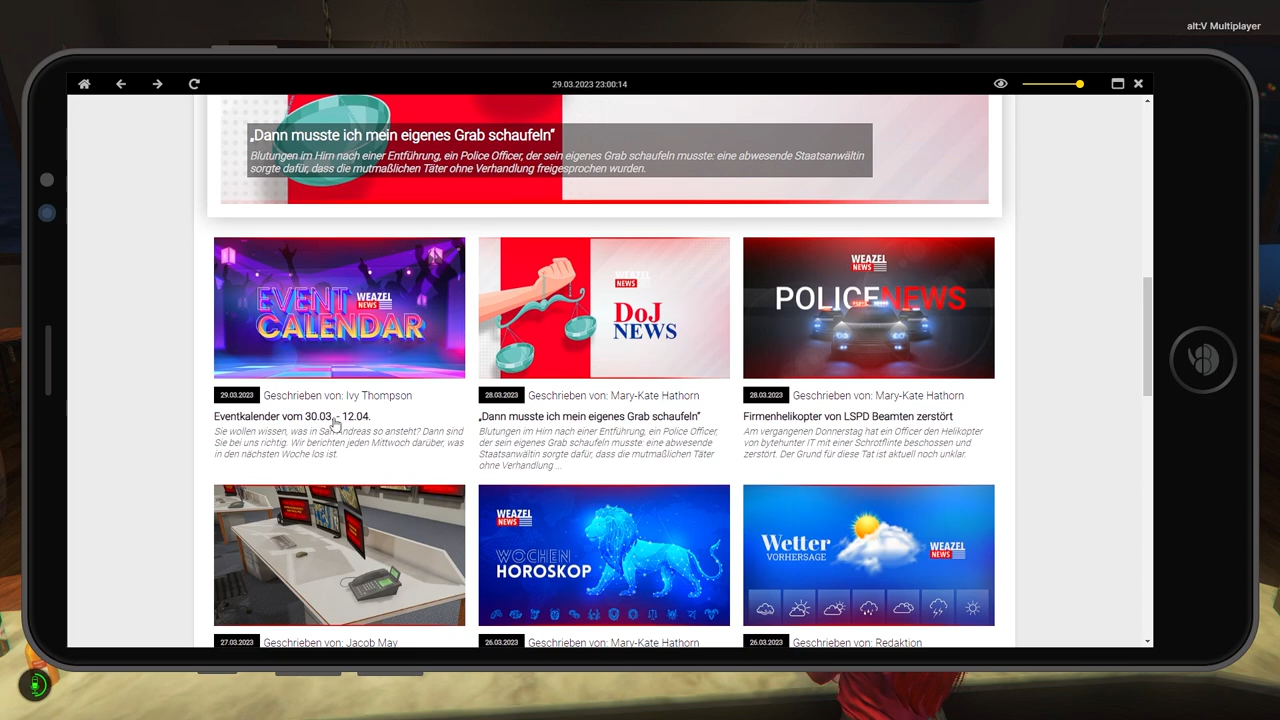 alt:V Multiplayer
29.03.2023 23:00:14
„Dann musste ich mein eigenes Grab schaufeln“
Blutungen im Hirn nach einer Entführung, ein Police Officer, der sein eigenes Grab schaufeln musste: eine abwesende Staatsanwältin
sorgte dafür, dass die mutmaßlichen Täter ohne Verhandlung freigesprochen wurden.
EVENT
WEAZEL
NEWS
CALENDAR
29.03.2023 Geschrieben von: Ivy Thompson
Eventkalender vom 30.03. - 12.04.
Sie wollen wissen, was in San Andreas so ansteht? Dann sind
Sie bei uns richtig. Wir berichten jeden Mittwoch darüber, was
in den nächsten Woche los ist.
WEAZEL
NEWS
DoJ
NEWS
28.03.2023 Geschrieben von: Mary-Kate Hathorn
„Dann musste ich mein eigenes Grab schaufeln“
Blutungen im Hirn nach einer Entführung, ein Police Officer,
der sein eigenes Grab schaufeln musste: eine abwesende
Staatsanwältin sorgte dafür, dass die mutmaßlichen Täter
ohne Verhandlung ...
WEAZEL
NEWS
POLICENEWS
28.03.2023 Geschrieben von: Mary-Kate Hathorn
Firmenhelikopter von LSPD Beamten zerstört
Am vergangenen Donnerstag hat ein Officer den Helikopter
von bytehunter IT mit einer Schrotflinte beschossen und
zerstört. Der Grund für diese Tat ist aktuell noch unklar.
27.03.2023 Geschrieben von: Jacob May
WEAZEL
NEWS
WOCHEN
HOROSKOP
26.03.2023 Geschrieben von: Mary-Kate Hathorn
Wetter
VORHERSAGE
WEAZEL
NEWS
26.03.2023 Geschrieben von: Redaktion